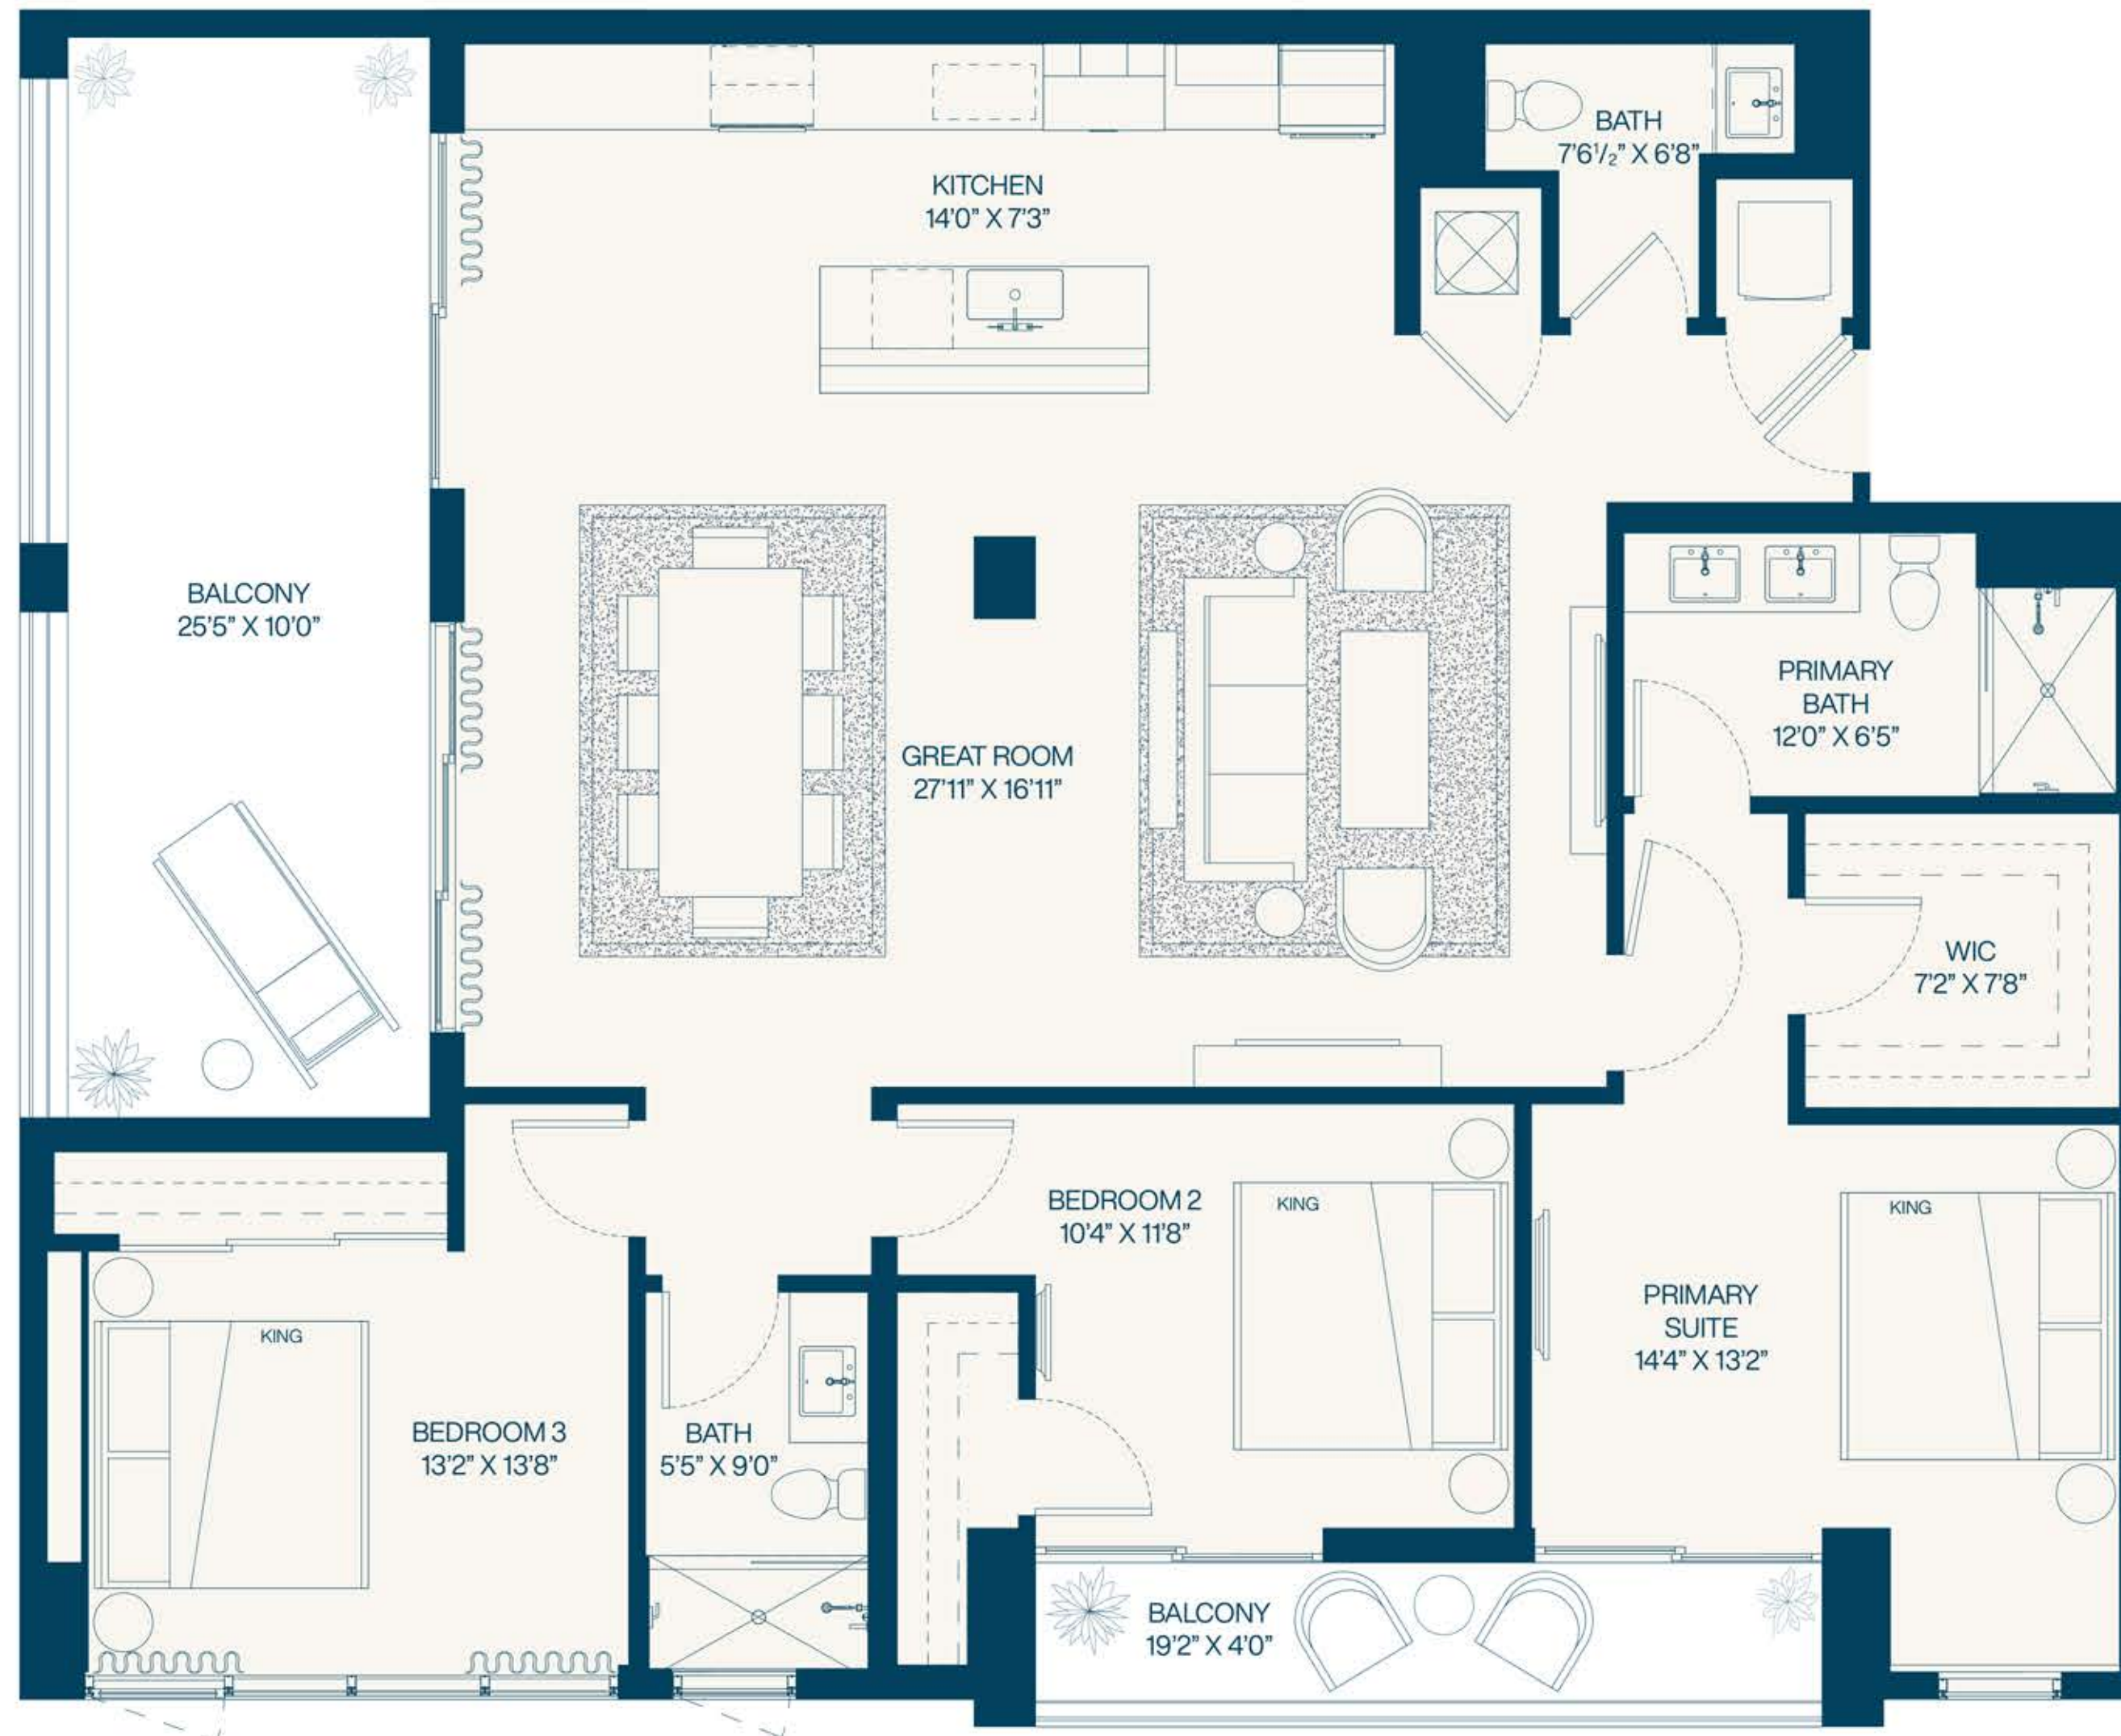 BATH
7'6½" X 6'8"
KITCHEN
14'0" X 7'3"
BALCONY
25'5" X 10'0"
PRIMARY
BATH
12'0" X 6'5"
GREAT ROOM
27'11" X 16'11"
WIC
7'2" X 7'8"
BEDROOM 2
10'4" X 11'8"
KING
KING
PRIMARY
SUITE
14'4" X 13'2"
KING
BEDROOM 3
13'2" X 13'8"
BATH
5'5" X 9'0"
BALCONY
19'2" X 4'0"